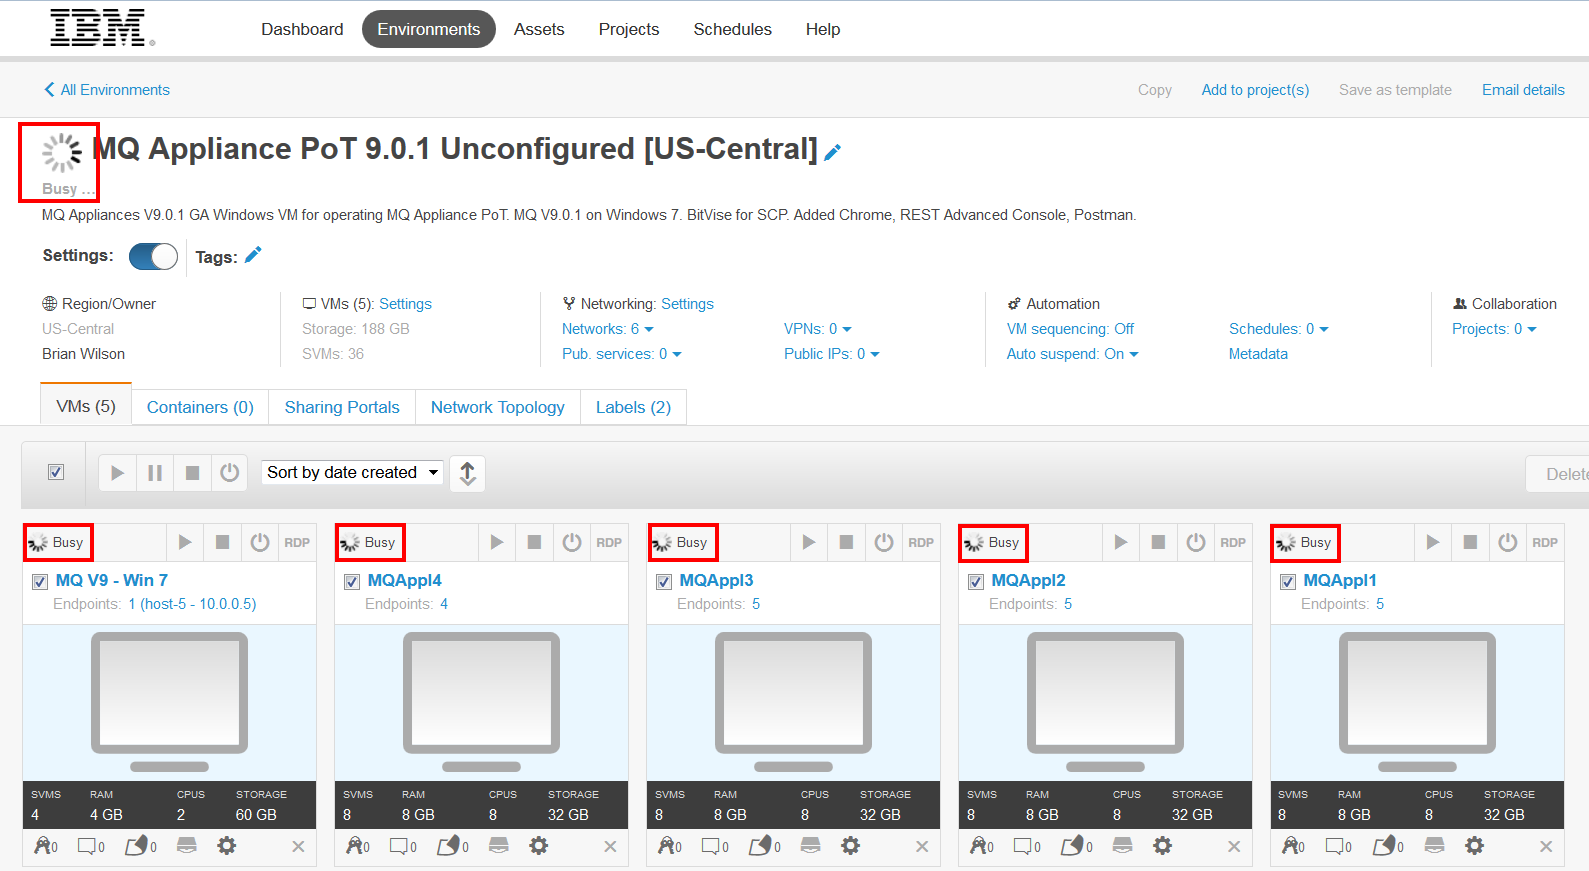 IBM®
Dashboard Environments Assets Projects Schedules Help
All Environments Copy Add to project(s) Save as template Email details
MQ Appliance PoT 9.0.1 Unconfigured [US-Central]
Busy ...
MQ Appliances V9.0.1 GA Windows VM for operating MQ Appliance PoT. MQ V9.0.1 on Windows 7. BitVise for SCP. Added Chrome, REST Advanced Console, Postman.
Settings: Tags:
Region/Owner VMs (5): Settings Networking: Settings Automation Collaboration
US-Central Storage: 188 GB Networks: 6 VPNs: 0 VM sequencing: Off Schedules: 0 Projects: 0
Brian Wilson SVMs: 36 Pub. services: 0 Public IPs: 0 Auto suspend: On Metadata
VMs (5) Containers (0) Sharing Portals Network Topology Labels (2)
Sort by date created Delete
Busy RDP Busy RDP Busy RDP Busy RDP Busy RDP
MQ V9 - Win 7 MQAppl4 MQAppl3 MQAppl2 MQAppl1
Endpoints: 1 (host-5 - 10.0.0.5) Endpoints: 4 Endpoints: 5 Endpoints: 5 Endpoints: 5
SVMS RAM CPUS STORAGE SVMS RAM CPUS STORAGE SVMS RAM CPUS STORAGE SVMS RAM CPUS STORAGE SVMS RAM CPUS STORAGE
4 4 GB 2 60 GB 8 8 GB 8 32 GB 8 8 GB 8 32 GB 8 8 GB 8 32 GB 8 8 GB 8 32 GB
0 0 0 0 0 0 0 0 0 0 0 0 0 0 0